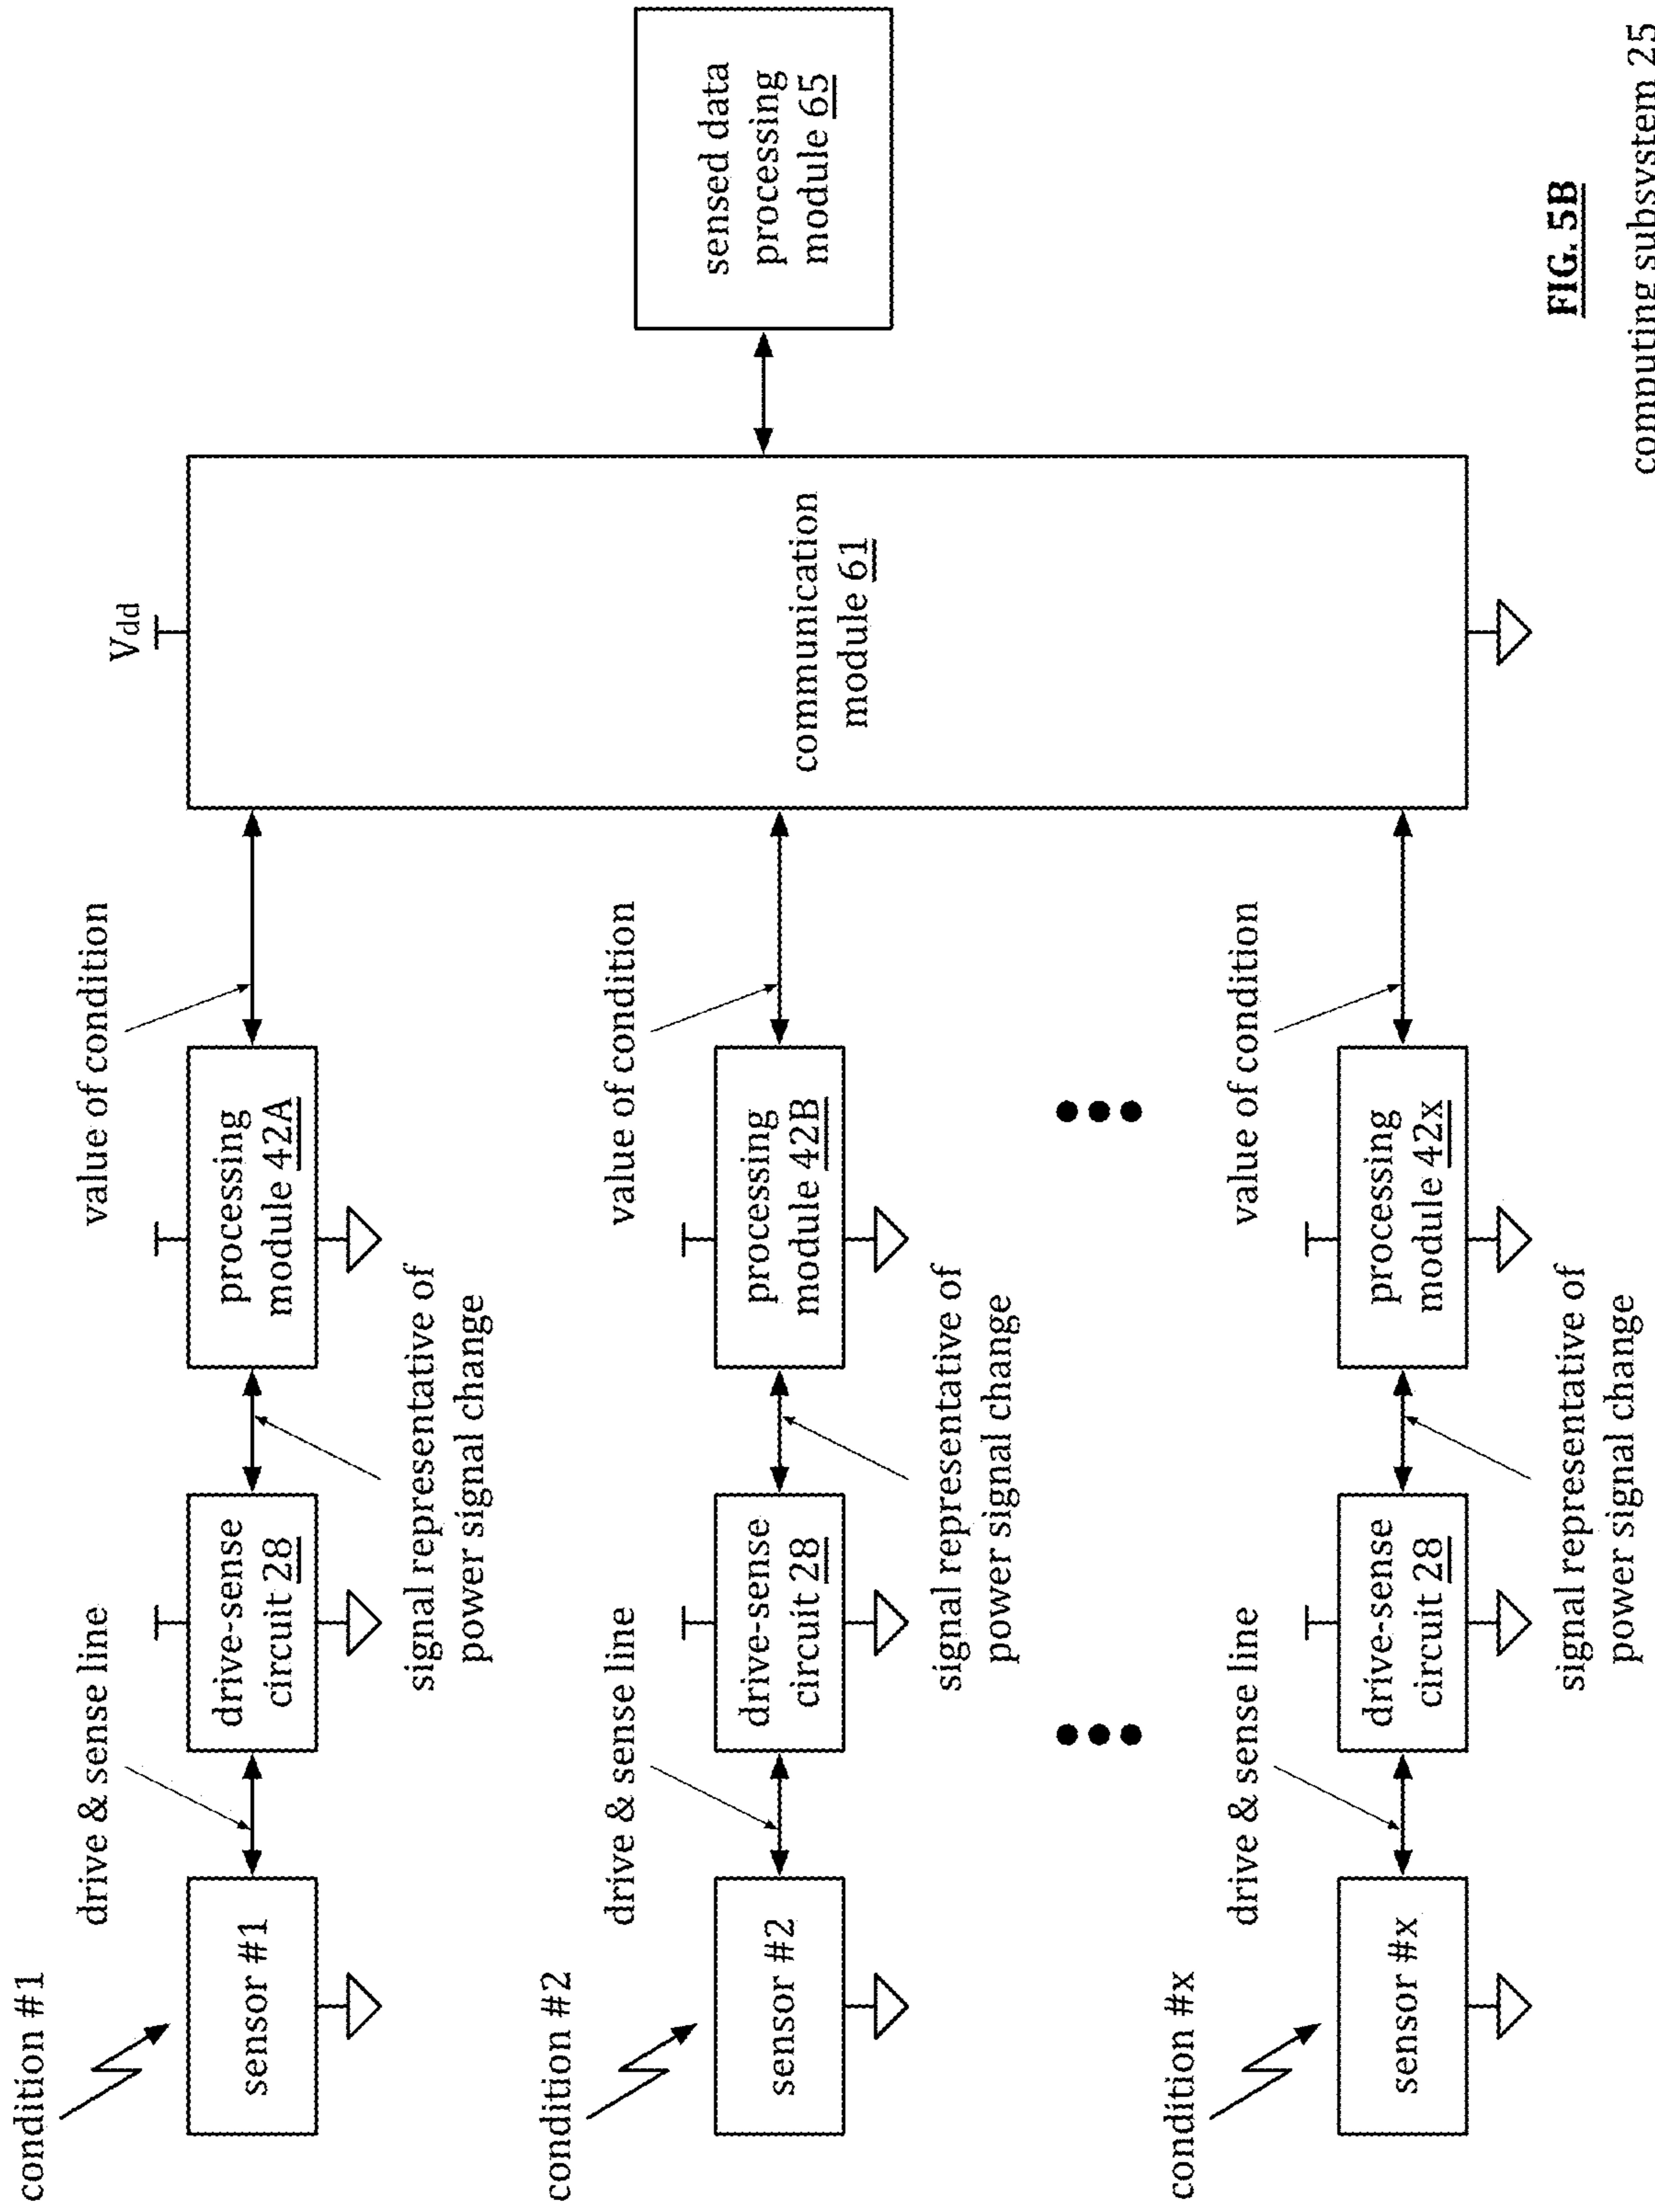 condition #1
drive & sense line
value of condition
Vdd
sensor #1
drive-sense
circuit 28
processing
module 42A
signal representative of
power signal change
condition #2
drive & sense line
value of condition
sensor #2
drive-sense
circuit 28
processing
module 42B
signal representative of
power signal change
communication
module 61
sensed data
processing
module 65
condition #x
drive & sense line
value of condition
sensor #x
drive-sense
circuit 28
processing
module 42x
signal representative of
power signal change
FIG. 5B
computing subsystem 25